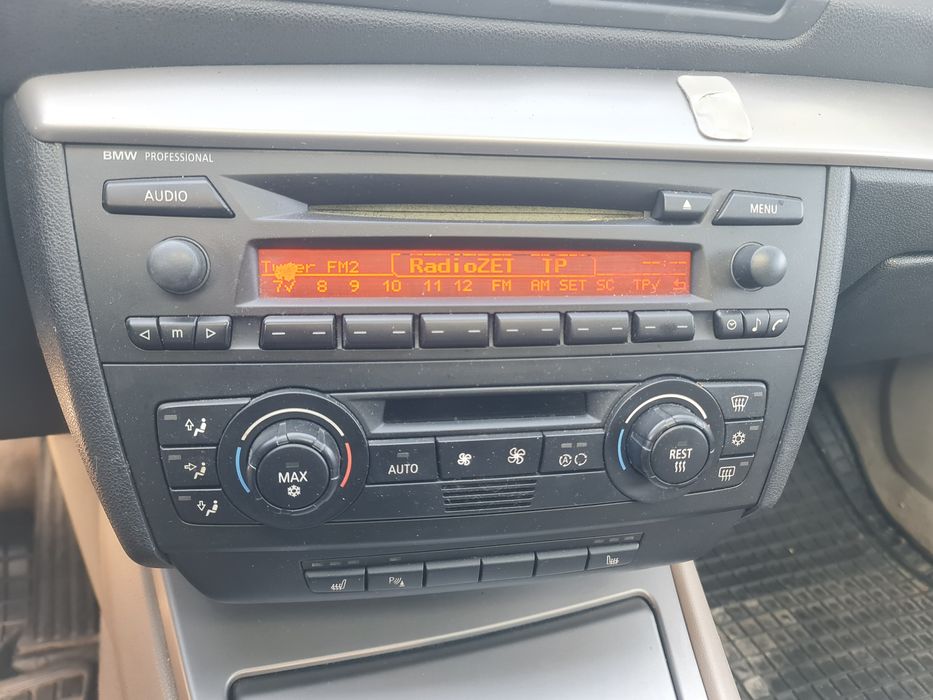 BMW PROFESSIONAL
AUDIO
MENU
Tuner FM2 RadioZET TP --:--
7√ 8 9 10 11 12 FM AM SET SC TP√
m
AUTO
MAX
A
REST
P